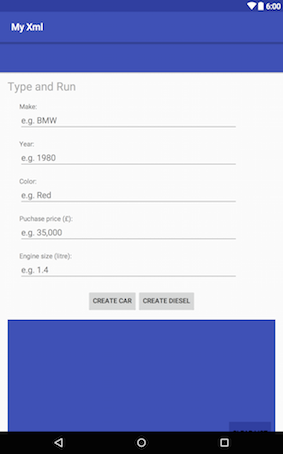 6:00
My Xml
Type and Run
Make:
e.g. BMW
Year:
e.g. 1980
Color:
e.g. Red
Puchase price (£):
e.g. 35,000
Engine size (litre):
e.g. 1.4
CREATE CAR CREATE DIESEL